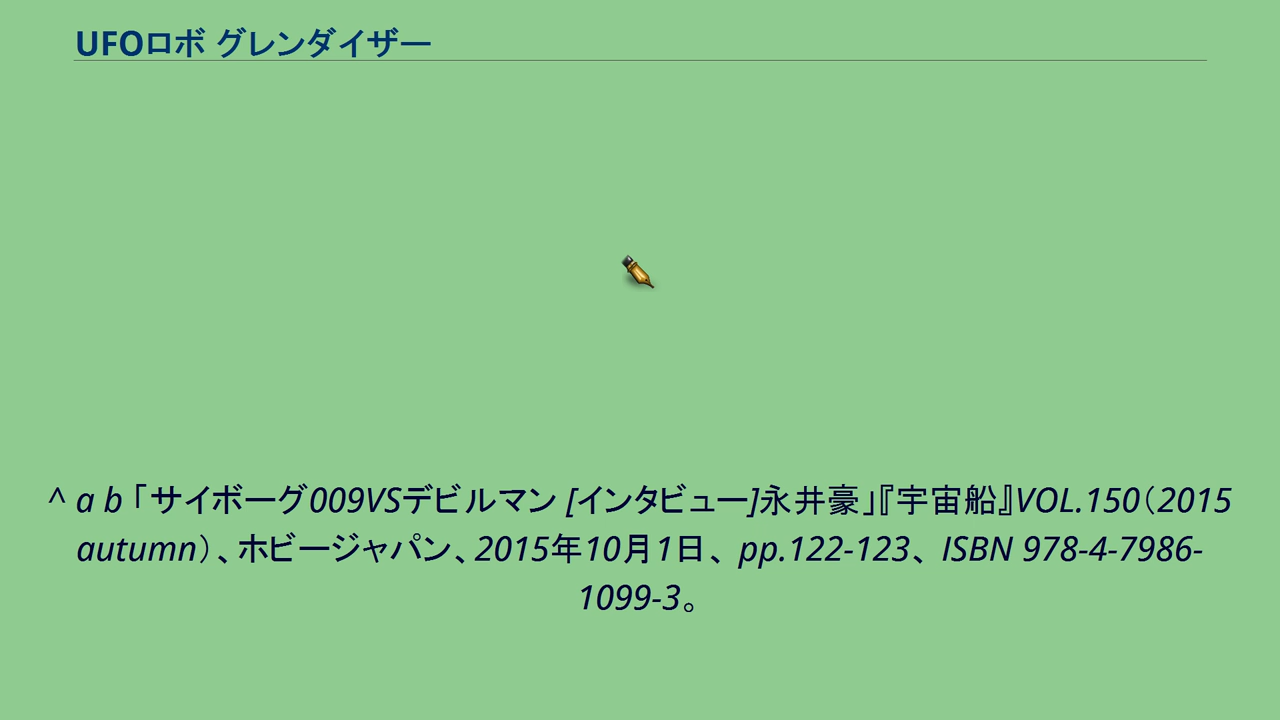 UFOロボ グレンダイザー
^ a b 「サイボーグ009VSデビルマン [インタビュー]永井豪」『宇宙船』VOL.150（2015
autumn）、ホビージャパン、2015年10月1日、pp.122-123、ISBN 978-4-7986-
1099-3。